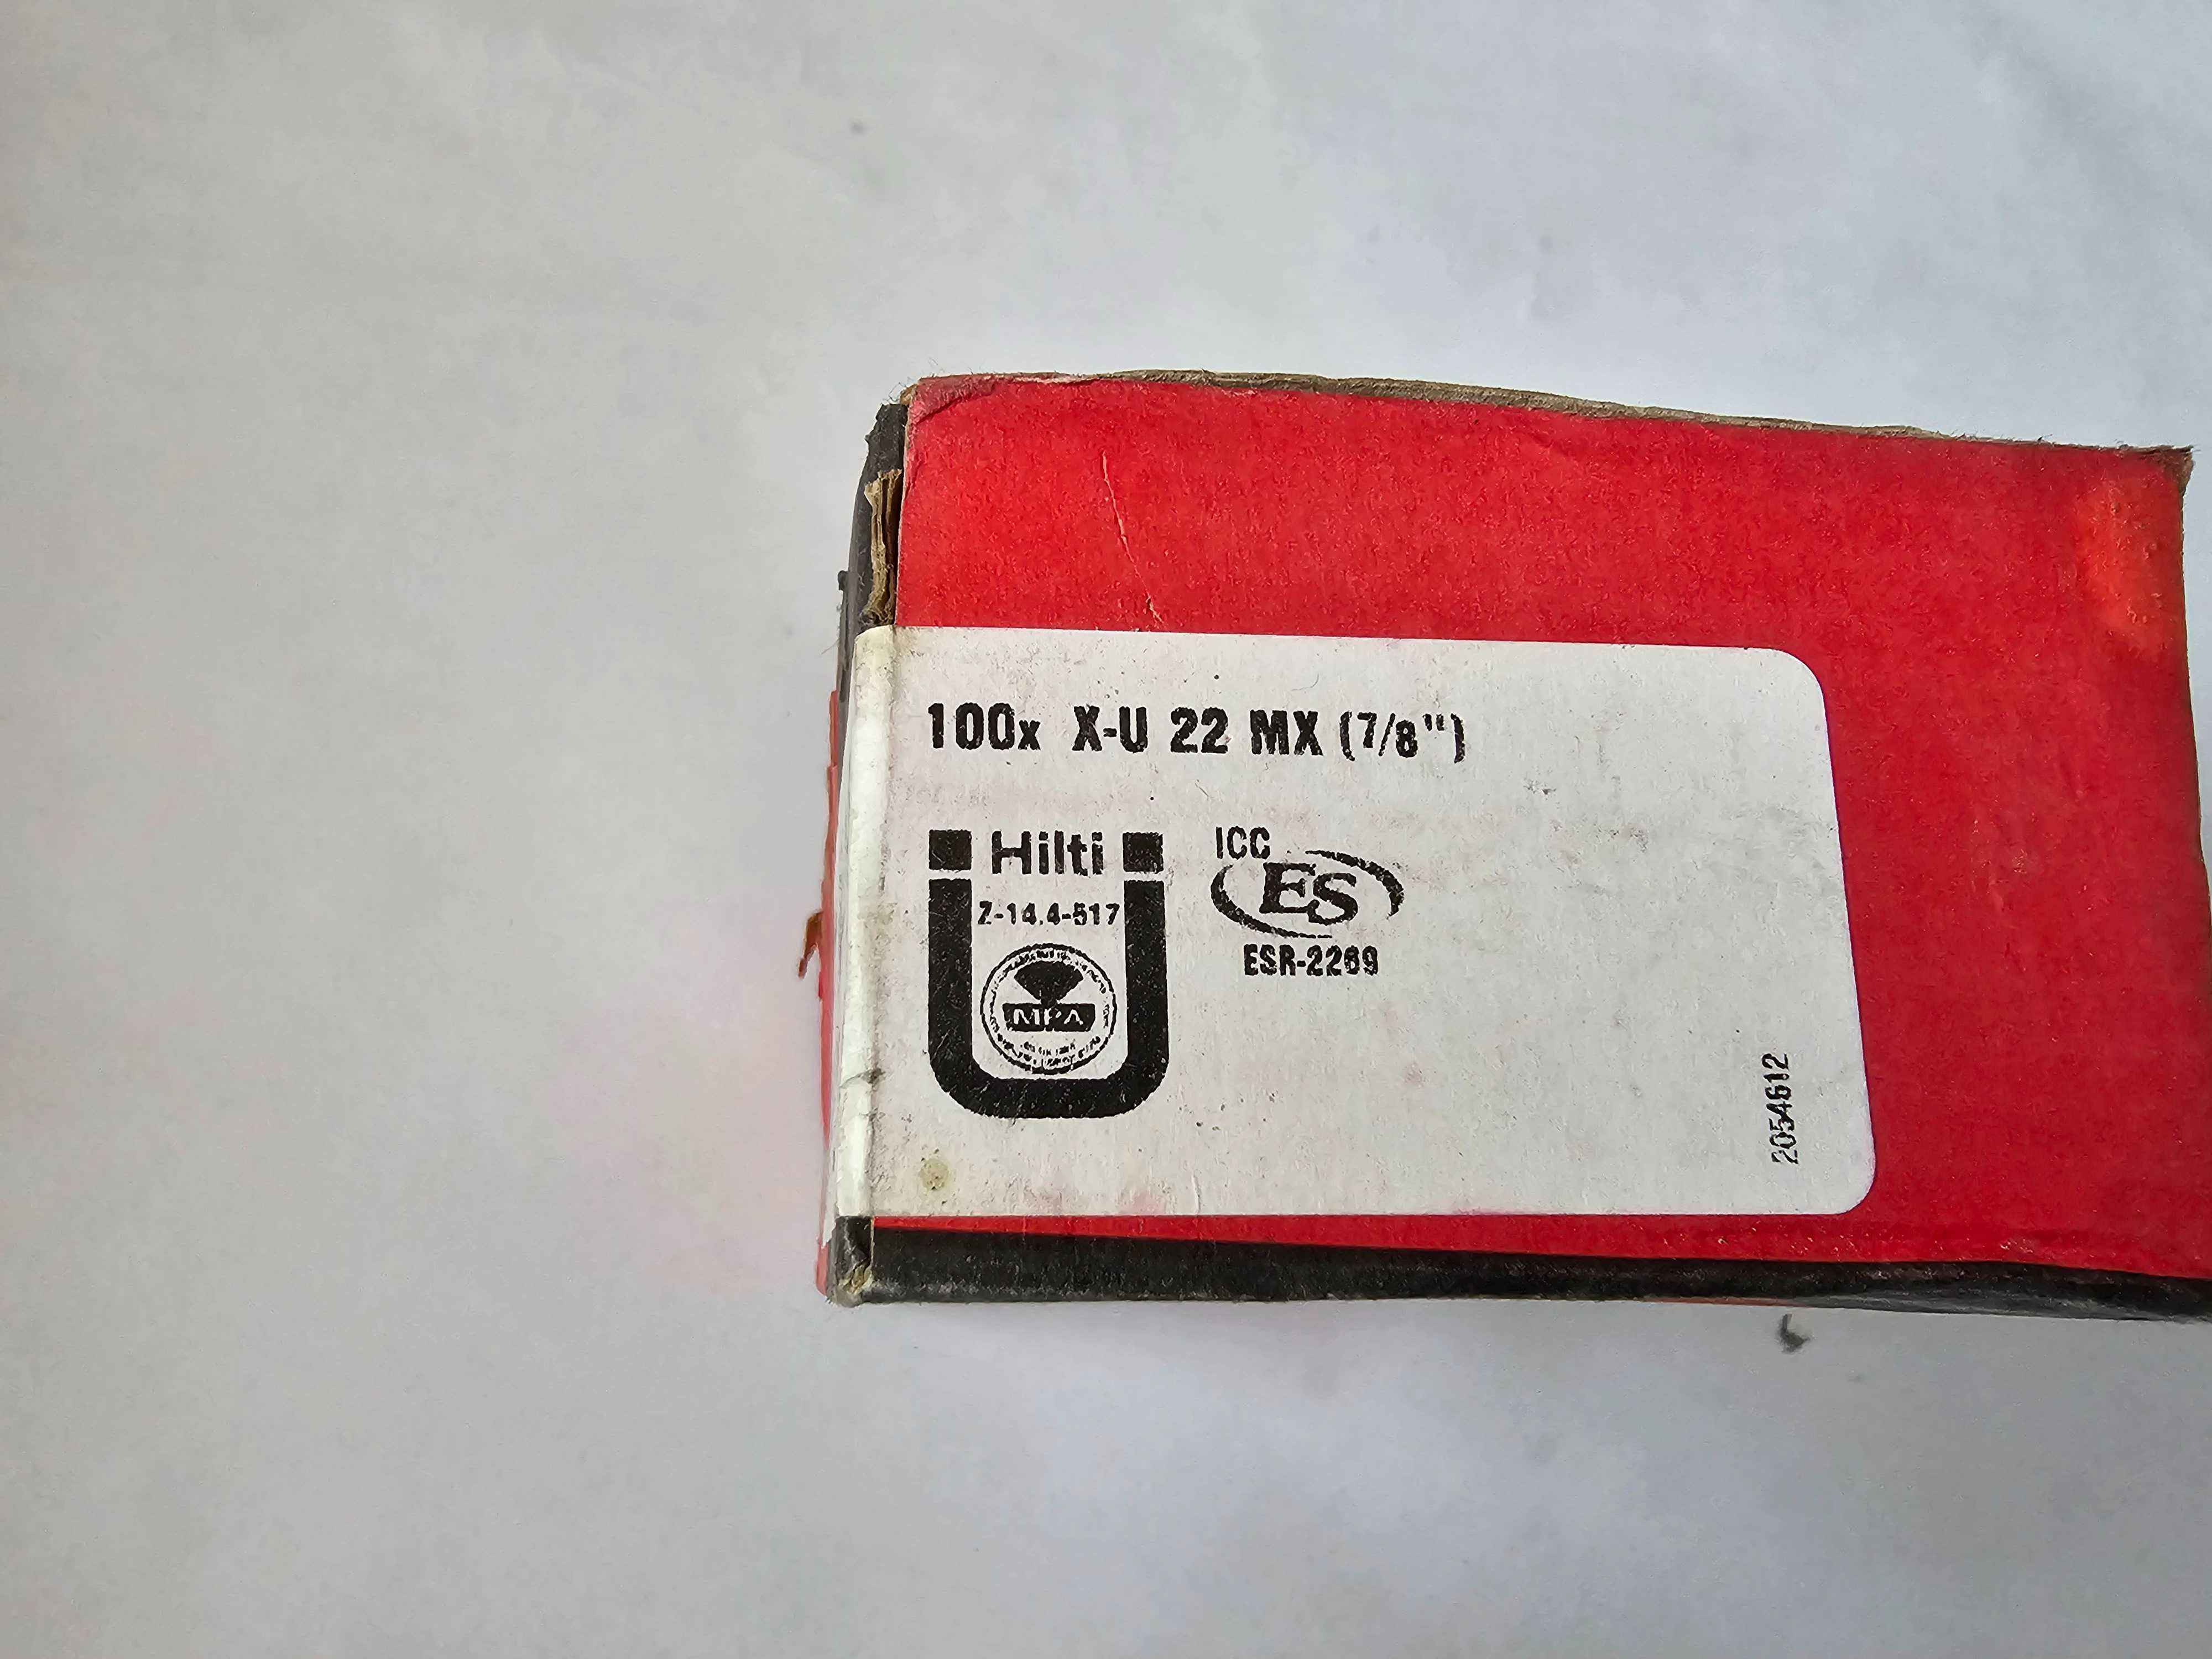 100x X-U 22 MX (7/8")
Hilti
Z-14.4-517
MPA
ICC
ES
ESR-2269
2054612